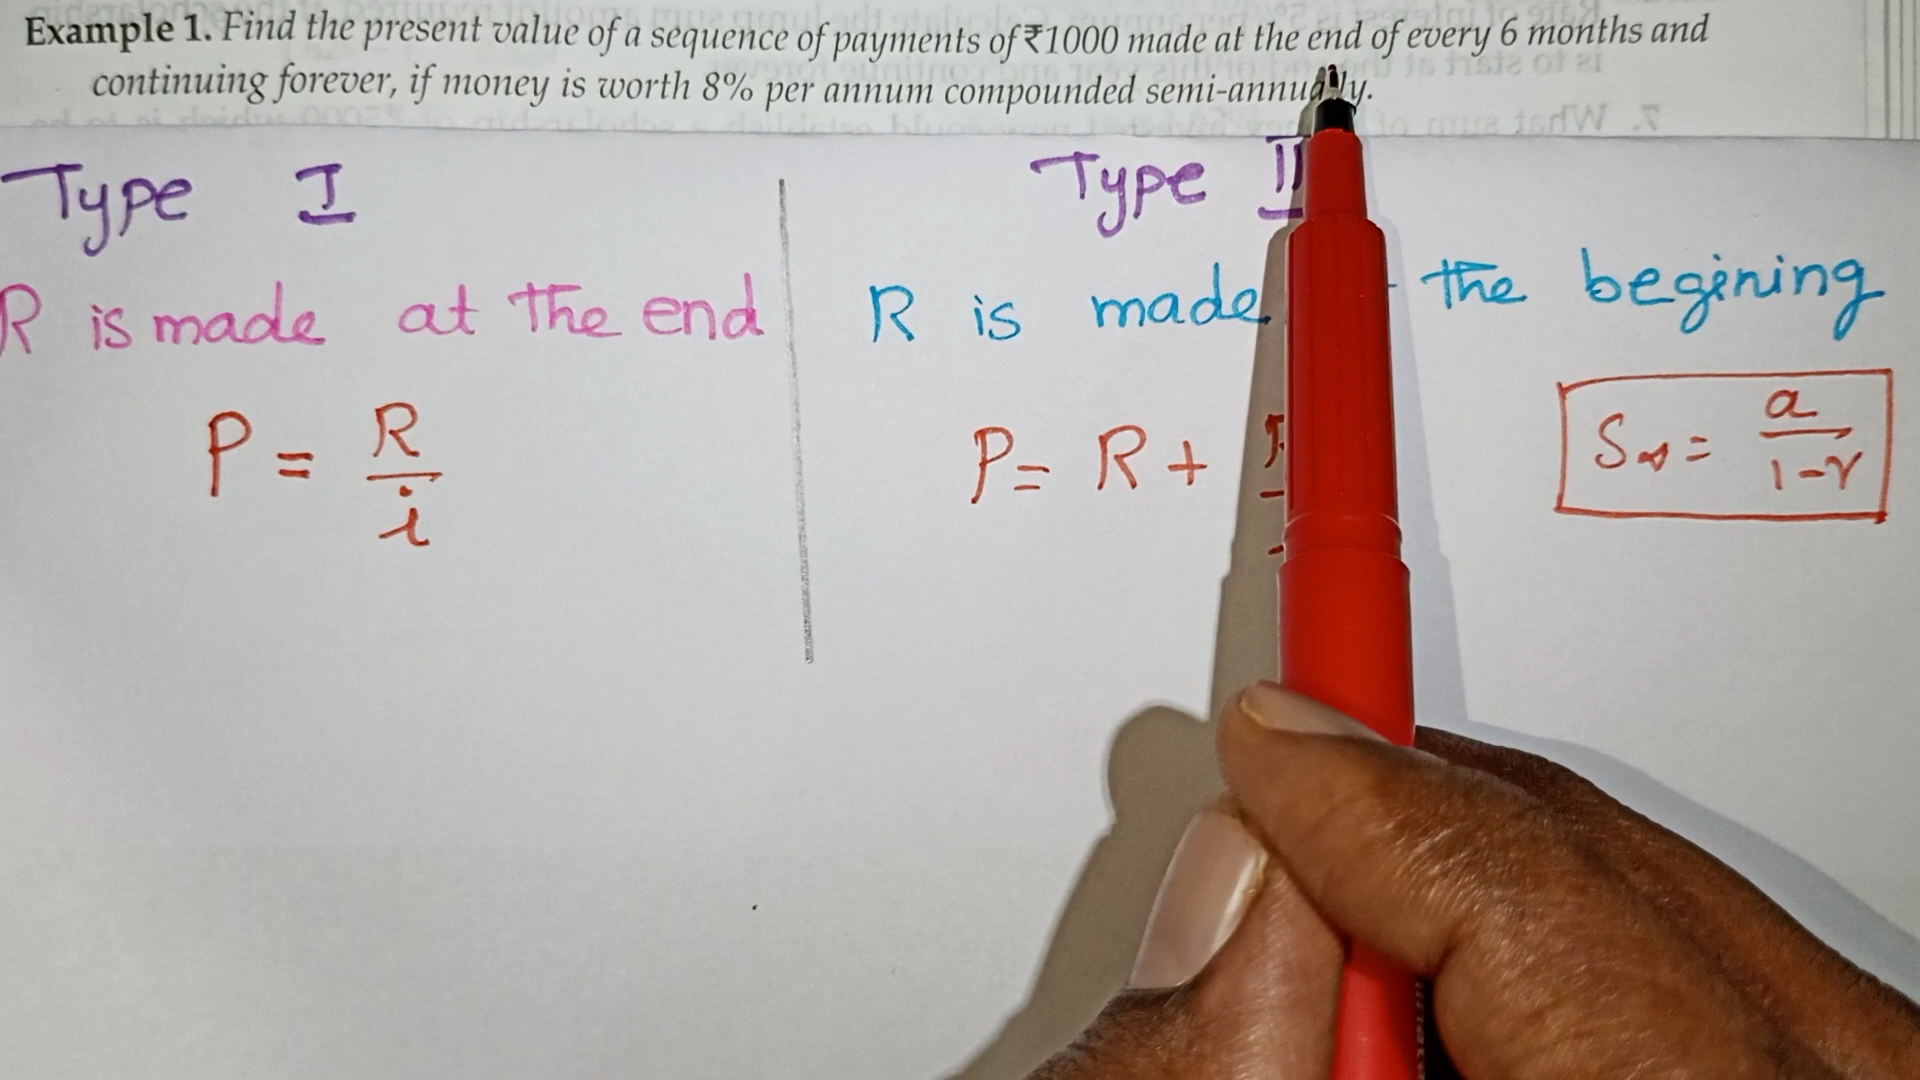 Example 1. Find the present value of a sequence of payments of ₹1000 made at the end of every 6 months and
continuing forever, if money is worth 8% per annum compounded semi-annually.
Type I
R is made at the end
P = R/i
Type II
R is made the begining
P = R +
S∞ = a/1-r